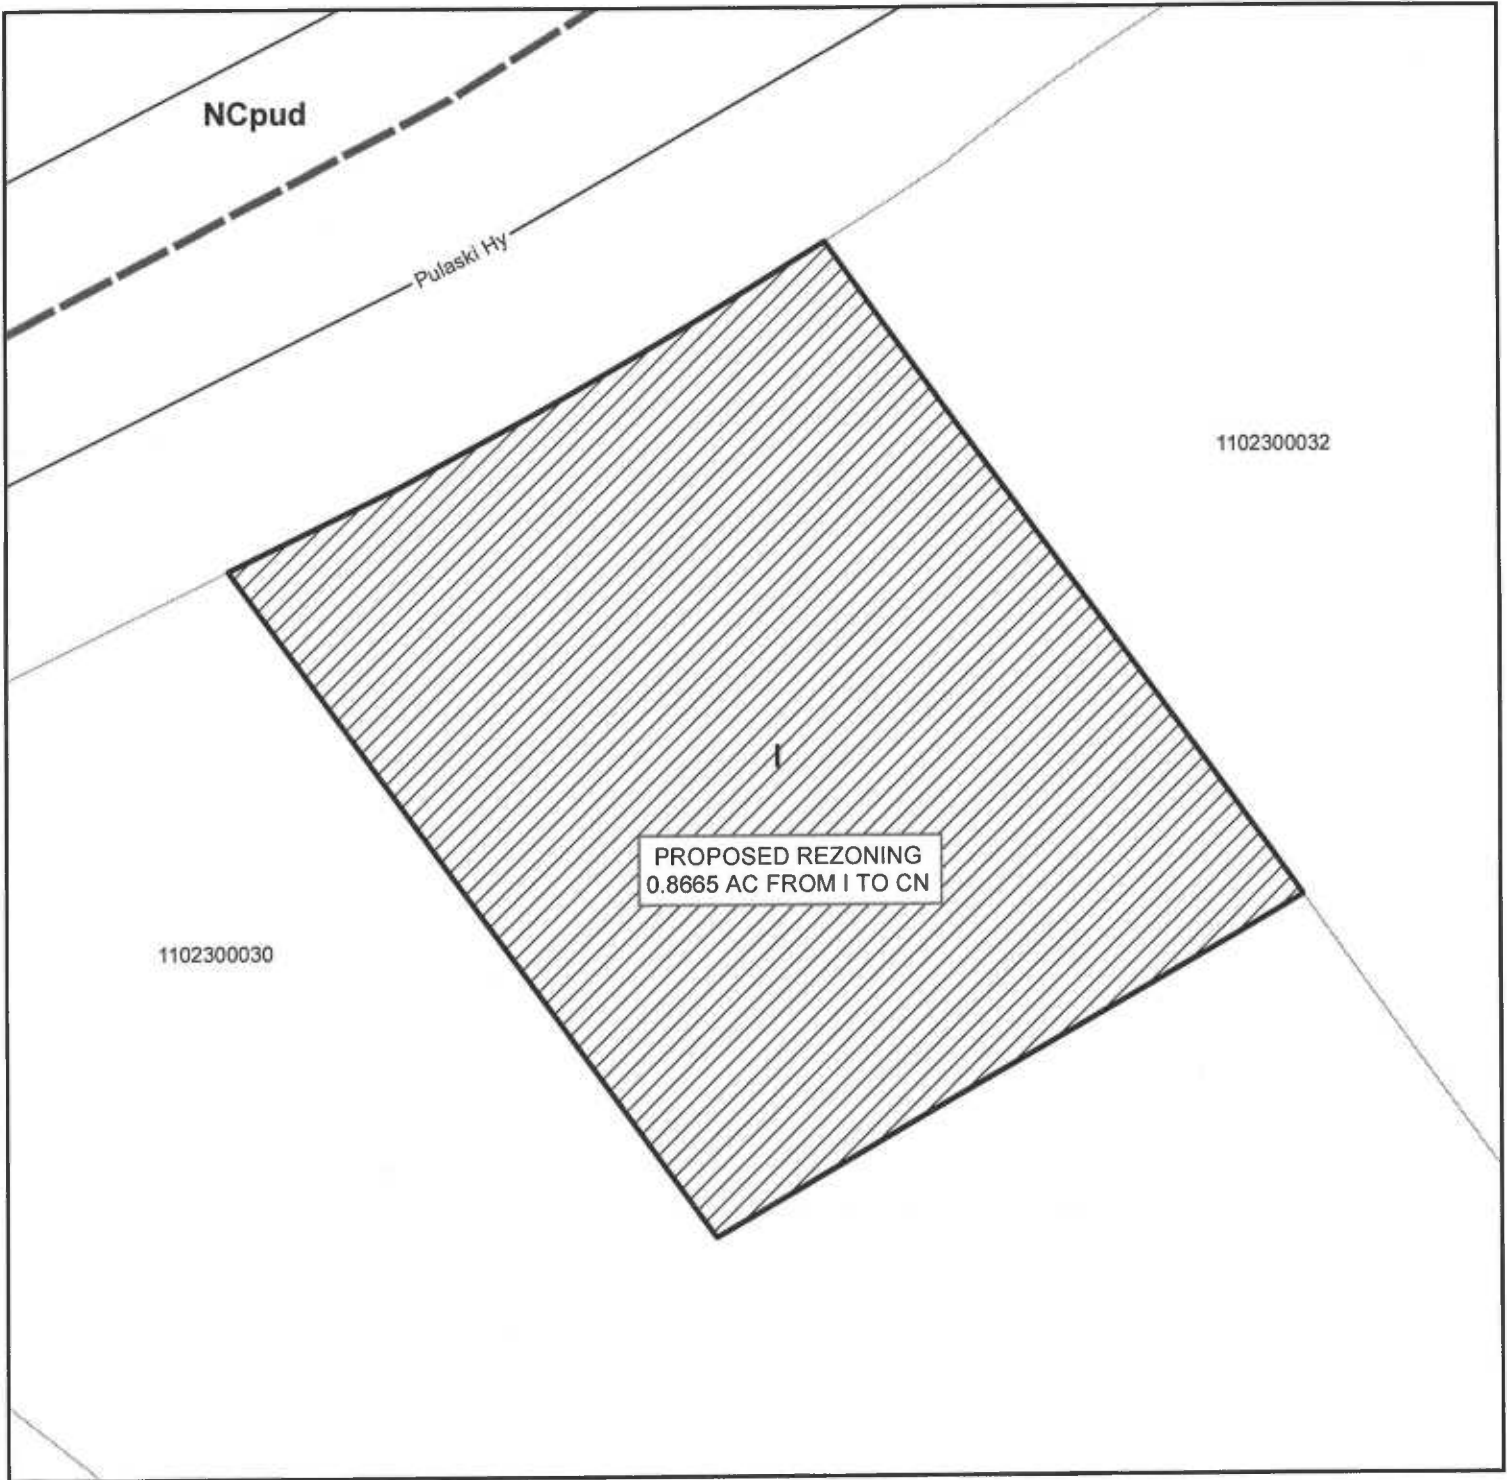 NCpud
Pulaski Hy
1102300032
I
PROPOSED REZONING
0.8665 AC FROM I TO CN
1102300030